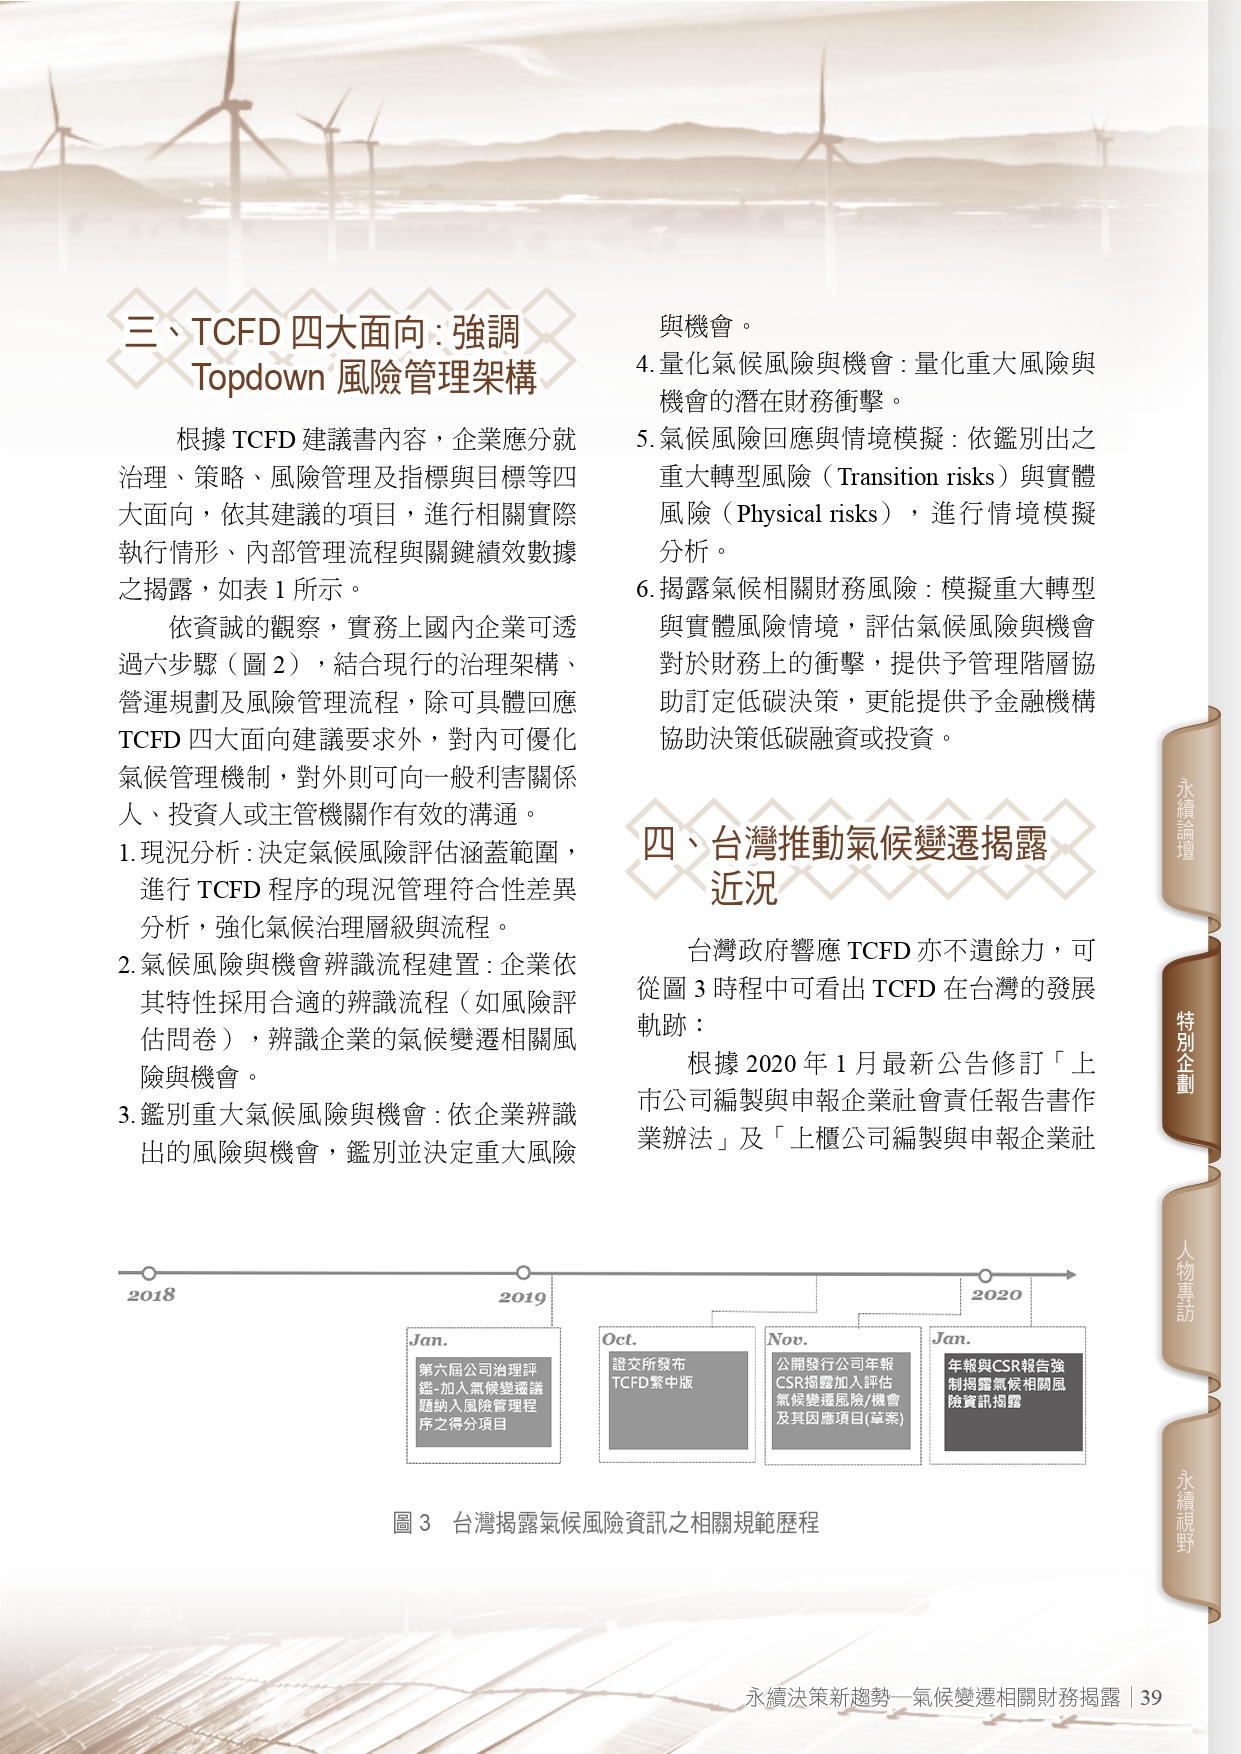 三、TCFD 四大面向 : 強調
Topdown 風險管理架構
根據 TCFD 建議書內容，企業應分就
治理、策略、風險管理及指標與目標等四
大面向，依其建議的項目，進行相關實際
執行情形、內部管理流程與關鍵績效數據
之揭露，如表 1 所示。
依資誠的觀察，實務上國內企業可透
過六步驟（圖 2），結合現行的治理架構、
營運規劃及風險管理流程，除可具體回應
TCFD 四大面向建議要求外，對內可優化
氣候管理機制，對外則可向一般利害關係
人、投資人或主管機關作有效的溝通。
1. 現況分析 : 決定氣候風險評估涵蓋範圍，
進行 TCFD 程序的現況管理符合性差異
分析，強化氣候治理層級與流程。
2. 氣候風險與機會辨識流程建置 : 企業依
其特性採用合適的辨識流程（如風險評
估問卷），辨識企業的氣候變遷相關風
險與機會。
3. 鑑別重大氣候風險與機會 : 依企業辨識
出的風險與機會，鑑別並決定重大風險
與機會。
4. 量化氣候風險與機會 : 量化重大風險與
機會的潛在財務衝擊。
5. 氣候風險回應與情境模擬 : 依鑑別出之
重大轉型風險（Transition risks）與實體
風險（Physical risks），進行情境模擬
分析。
6. 揭露氣候相關財務風險 : 模擬重大轉型
與實體風險情境，評估氣候風險與機會
對於財務上的衝擊，提供予管理階層協
助訂定低碳決策，更能提供予金融機構
協助決策低碳融資或投資。
四、台灣推動氣候變遷揭露
近況
台灣政府響應 TCFD 亦不遺餘力，可
從圖 3 時程中可看出 TCFD 在台灣的發展
軌跡：
根據 2020 年 1 月最新公告修訂「上
市公司編製與申報企業社會責任報告書作
業辦法」及「上櫃公司編製與申報企業社
2018
2019
2020
Jan.
第六屆公司治理評
鑑-加入氣候變遷議
題納入風險管理程
序之得分項目
Oct.
證交所發布
TCFD繁中版
Nov.
公開發行公司年報
CSR揭露加入評估
氣候變遷風險/機會
及其因應項目(草案)
Jan.
年報與CSR報告強
制揭露氣候相關風
險資訊揭露
圖 3　台灣揭露氣候風險資訊之相關規範歷程
永續論壇
特別企劃
人物專訪
永續視野
永續決策新趨勢─氣候變遷相關財務揭露│39